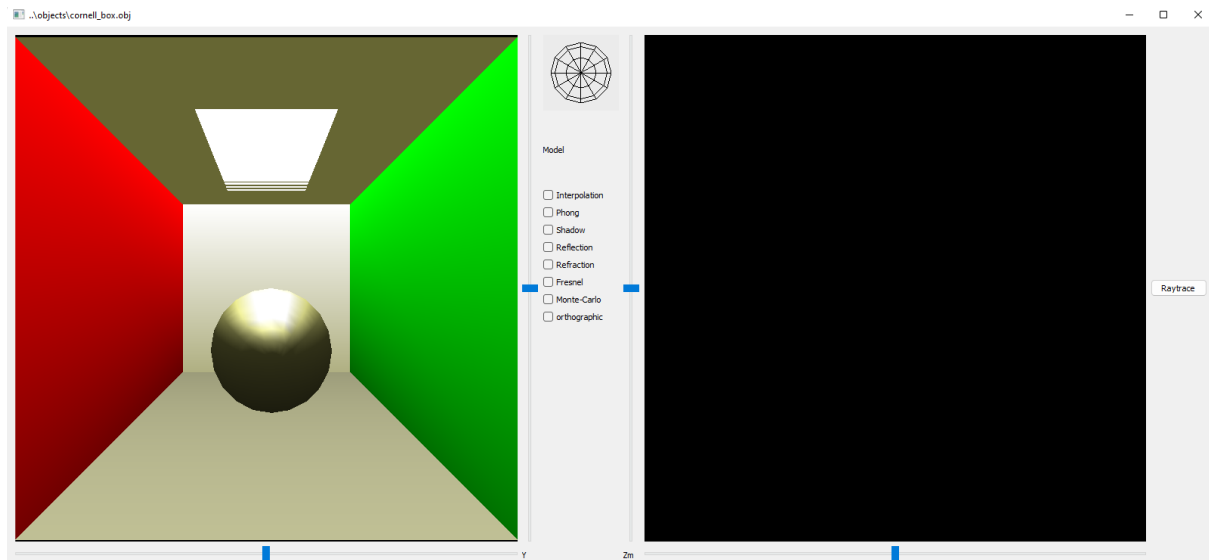 ..\objects\cornell_box.obj
Model
Interpolation
Phong
Shadow
Reflection
Refraction
Fresnel
Monte-Carlo
orthographic
Raytrace
Y
Zm